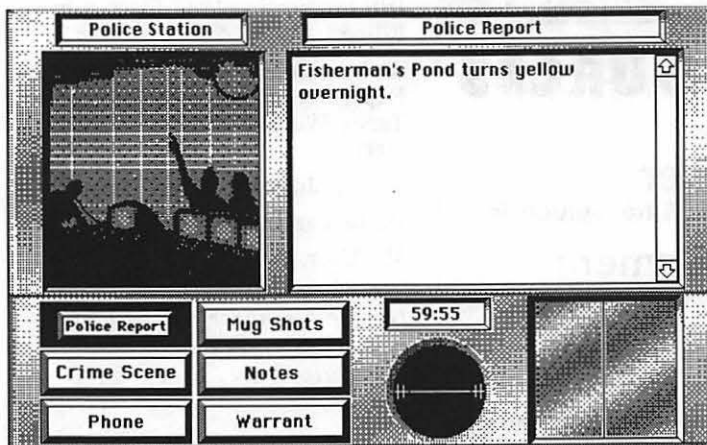 Police Station
Police Report
Fisherman's Pond turns yellow
overnight.
Police Report
Mug Shots
59:55
Crime Scene
Notes
Phone
Warrant